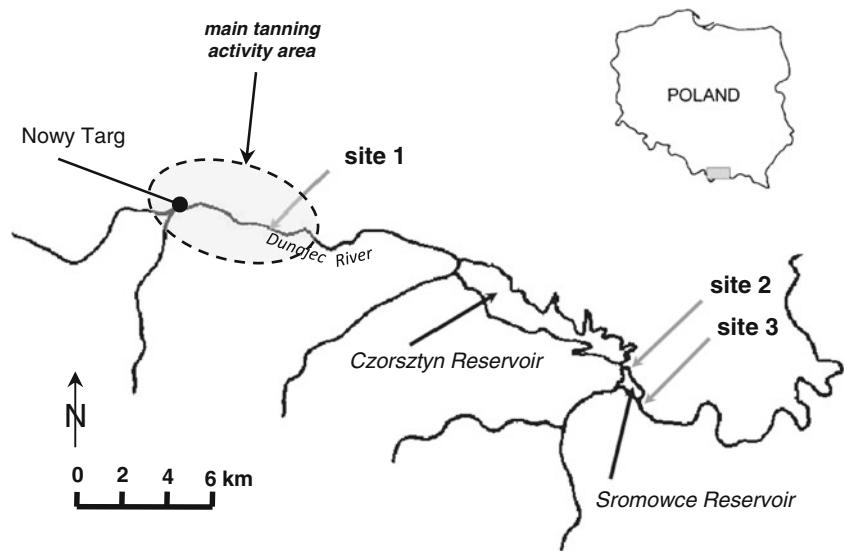 main tanning
activity area
POLAND
Nowy Targ
site 1
Dunajec River
site 2
site 3
Czorsztyn Reservoir
N
0 2 4 6 km
Sromowce Reservoir